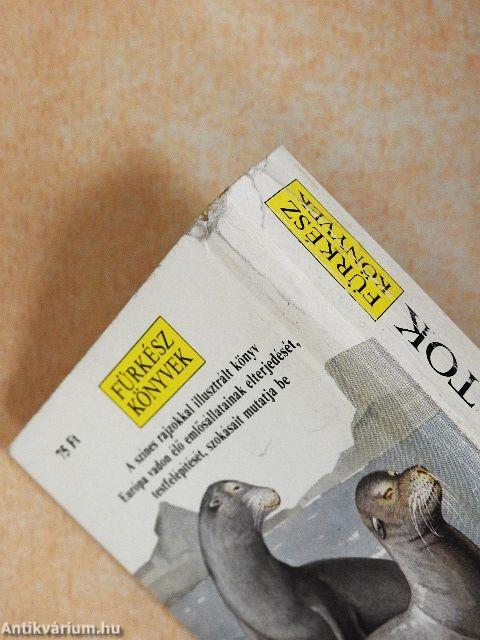 FÜRKÉSZ
KÖNYVEK
75 Ft
A színes rajzokkal illusztrált könyv
Európa vadon élő emlősállatainak elterjedését,
testfelépítését, szokásait mutatja be
FÜRKÉSZ
KÖNYVEK
TOK
Antikvárium.hu